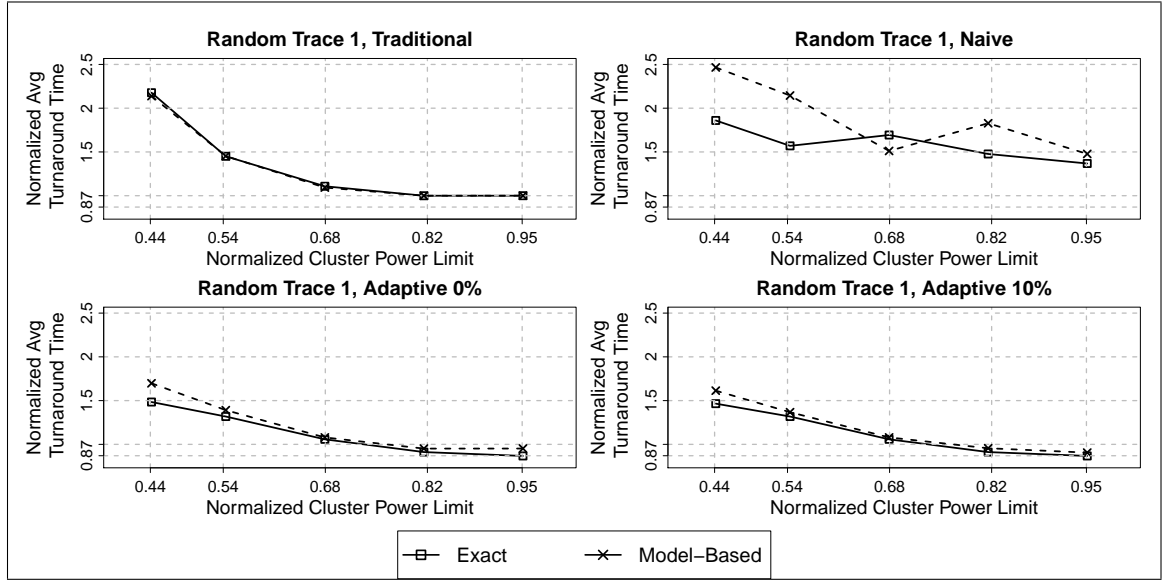 Random Trace 1, Traditional
Normalized Avg
Turnaround Time
2.5
2
1.5
0.87
0.44 0.54 0.68 0.82 0.95
Normalized Cluster Power Limit
Random Trace 1, Naive
Normalized Avg
Turnaround Time
2.5
2
1.5
0.87
0.44 0.54 0.68 0.82 0.95
Normalized Cluster Power Limit
Random Trace 1, Adaptive 0%
Normalized Avg
Turnaround Time
2.5
2
1.5
0.87
0.44 0.54 0.68 0.82 0.95
Normalized Cluster Power Limit
Random Trace 1, Adaptive 10%
Normalized Avg
Turnaround Time
2.5
2
1.5
0.87
0.44 0.54 0.68 0.82 0.95
Normalized Cluster Power Limit
Exact Model−Based